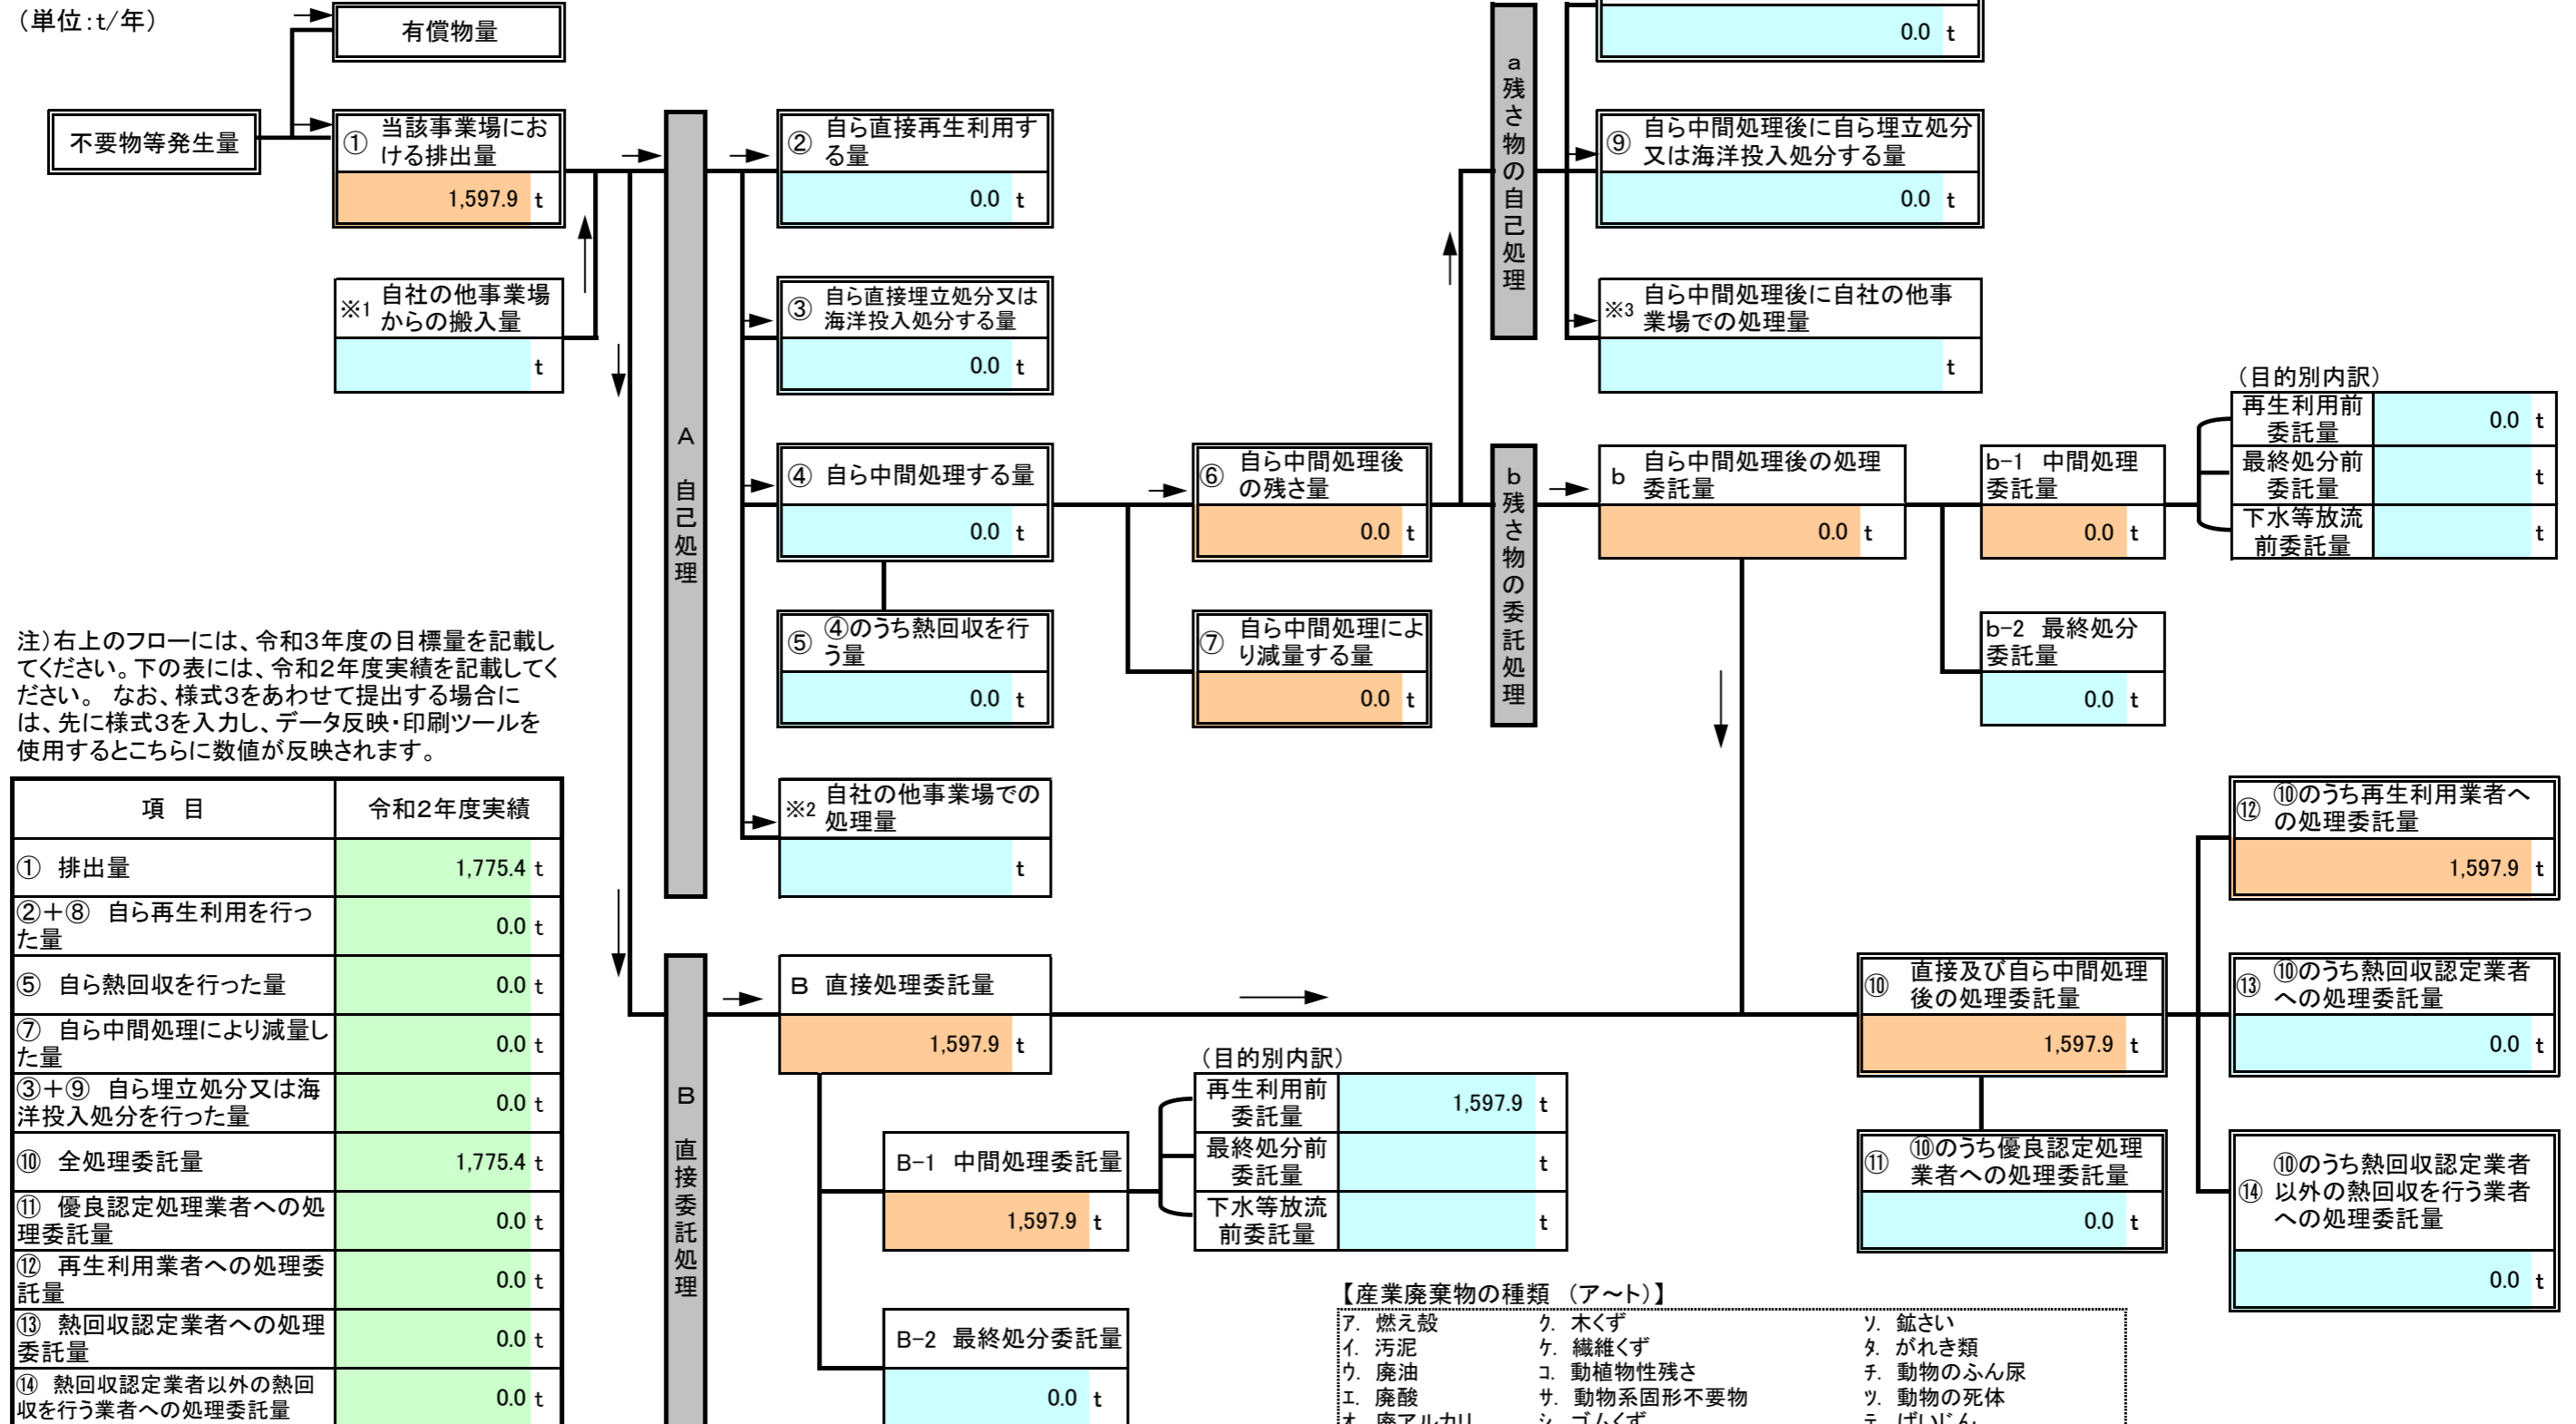 （単位：t/年）
有償物量
不要物等発生量
① 当該事業場にお
ける排出量
1,597.9 t
※1 自社の他事業場
からの搬入量
t
A 自己処理
② 自ら直接再生利用す
る量
0.0 t
③ 自ら直接埋立処分又は
海洋投入処分する量
0.0 t
④ 自ら中間処理する量
0.0 t
⑤ ④のうち熱回収を行
う量
0.0 t
※2 自社の他事業場での
処理量
t
⑥ 自ら中間処理後
の残さ量
0.0 t
⑦ 自ら中間処理によ
り減量する量
0.0 t
a 残さ物の自己処理
0.0 t
⑨ 自ら中間処理後に自ら埋立処分
又は海洋投入処分する量
0.0 t
※3 自ら中間処理後に自社の他事
業場での処理量
t
b 残さ物の委託処理
b 自ら中間処理後の処理
委託量
0.0 t
b-1 中間処理
委託量
0.0 t
（目的別内訳）
再生利用前
委託量
0.0 t
最終処分前
委託量
t
下水等放流
前委託量
t
b-2 最終処分
委託量
0.0 t
注）右上のフローには、令和３年度の目標量を記載し
てください。下の表には、令和２年度実績を記載してく
ださい。 なお、様式３をあわせて提出する場合に
は、先に様式３を入力し、データ反映・印刷ツールを
使用するとこちらに数値が反映されます。
項 目 令和２年度実績
① 排出量 1,775.4 t
②＋⑧ 自ら再生利用を行っ
た量
0.0 t
⑤ 自ら熱回収を行った量 0.0 t
⑦ 自ら中間処理により減量し
た量
0.0 t
③＋⑨ 自ら埋立処分又は海
洋投入処分を行った量
0.0 t
⑩ 全処理委託量 1,775.4 t
⑪ 優良認定処理業者への処
理委託量
0.0 t
⑫ 再生利用業者への処理委
託量
0.0 t
⑬ 熱回収認定業者への処理
委託量
0.0 t
⑭ 熱回収認定業者以外の熱回
収を行う業者への処理委託量
0.0 t
B 直接委託処理
B 直接処理委託量
1,597.9 t
B-1 中間処理委託量
1,597.9 t
（目的別内訳）
再生利用前
委託量
1,597.9 t
最終処分前
委託量
t
下水等放流
前委託量
t
B-2 最終処分委託量
0.0 t
⑩ 直接及び自ら中間処理
後の処理委託量
1,597.9 t
⑪ ⑩のうち優良認定処理
業者への処理委託量
0.0 t
⑫ ⑩のうち再生利用業者へ
の処理委託量
1,597.9 t
⑬ ⑩のうち熱回収認定業者
への処理委託量
0.0 t
⑭ ⑩のうち熱回収認定業者
以外の熱回収を行う業者
への処理委託量
0.0 t
【産業廃棄物の種類 （ア～ト）】
ｱ. 燃え殻 ｸ. 木くず ｿ. 鉱さい
ｲ. 汚泥 ｹ. 繊維くず ﾀ. がれき類
ｳ. 廃油 ｺ. 動植物性残さ ﾁ. 動物のふん尿
ｴ. 廃酸 ｻ. 動物系固形不要物 ﾂ. 動物の死体
ｵ. 廃アルカリ ｼ. ゴムくず ﾃ. ばいじん